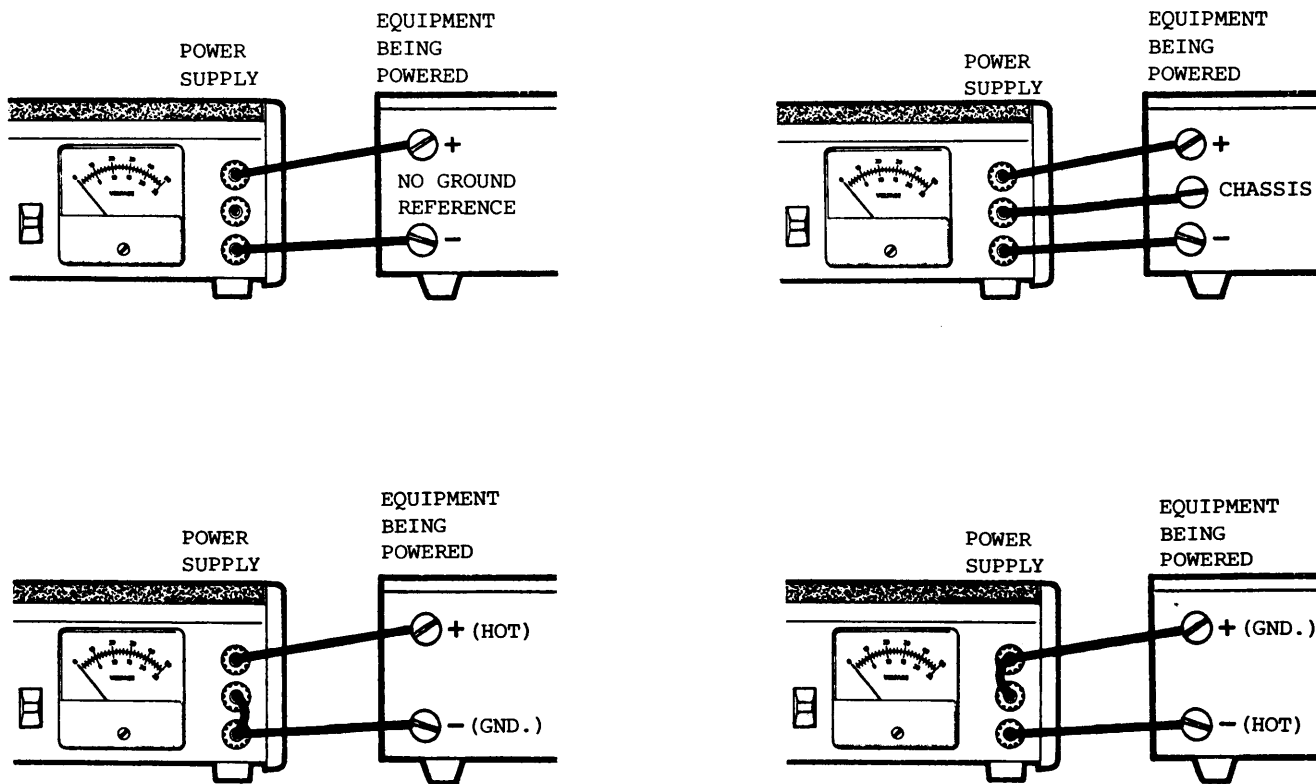 EQUIPMENT
BEING
POWERED
POWER
SUPPLY
+
NO GROUND
REFERENCE
−
EQUIPMENT
BEING
POWERED
POWER
SUPPLY
+
CHASSIS
−
EQUIPMENT
BEING
POWERED
POWER
SUPPLY
+ (HOT)
− (GND.)
EQUIPMENT
BEING
POWERED
POWER
SUPPLY
+ (GND.)
− (HOT)